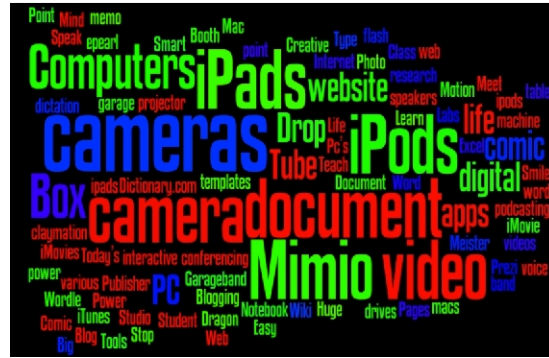 Point Mind memo
Speak epearl Smart Booth Mac
Computers iPads point Creative Type flash
Internet Photo Class web
website research Motion Meet
dictation garage projector speakers ipods table
cameras Drop Life Learn Labs life machine
Pc's iPods Excel comic
Tube Teach digital Smile
Box ipads Dictionary.com templates Document Word word
camera document apps podcasting
claymation iMovie
iMovies Today's interactive conferencing Mimio video Meister videos
power various Publisher PC Garageband Prezi voice
Wordle Power Blogging band
iTunes Studio Student Dragon Notebook Wiki Huge drives Pages macs
Comic Blog Tools Stop Web Easy
Big